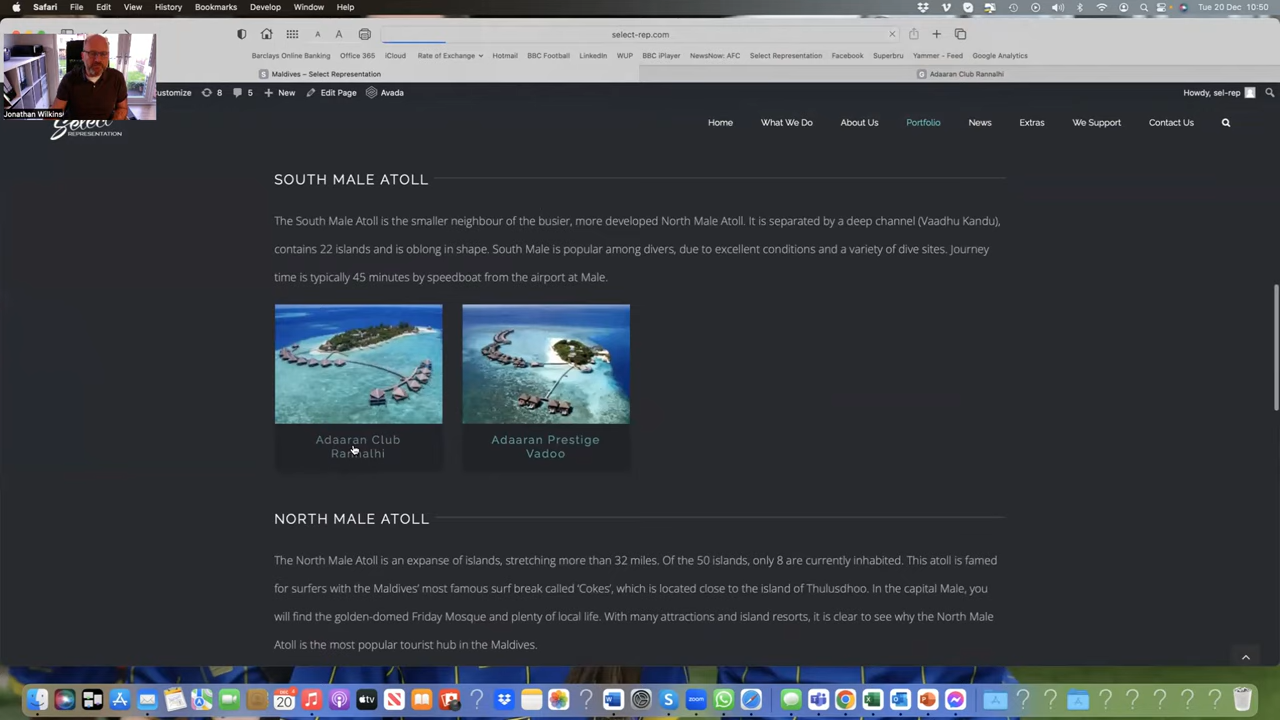 Safari File Edit View History Bookmarks Develop Window Help Tue 20 Dec 10:50
A A select-rep.com
Barclays Online Banking Office 365 iCloud Rate of Exchange Hotmail BBC Football LinkedIn WUP BBC iPlayer NewsNow: AFC Select Representation Facebook Superbru Yammer – Feed Google Analytics
S Maldives – Select Representation Adaaran Club Rannalhi
ustomize 8 5 + New Edit Page Avada Howdy, sel-rep
Jonathan Wilkins
Select
REPRESENTATION
Home What We Do About Us Portfolio News Extras We Support Contact Us
SOUTH MALE ATOLL
The South Male Atoll is the smaller neighbour of the busier, more developed North Male Atoll. It is separated by a deep channel (Vaadhu Kandu),
contains 22 islands and is oblong in shape. South Male is popular among divers, due to excellent conditions and a variety of dive sites. Journey
time is typically 45 minutes by speedboat from the airport at Male.
Adaaran Club
Rannalhi
Adaaran Prestige
Vadoo
NORTH MALE ATOLL
The North Male Atoll is an expanse of islands, stretching more than 32 miles. Of the 50 islands, only 8 are currently inhabited. This atoll is famed
for surfers with the Maldives' most famous surf break called 'Cokes', which is located close to the island of Thulusdhoo. In the capital Male, you
will find the golden-domed Friday Mosque and plenty of local life. With many attractions and island resorts, it is clear to see why the North Male
Atoll is the most popular tourist hub in the Maldives.
DEC
20
tv
zoom